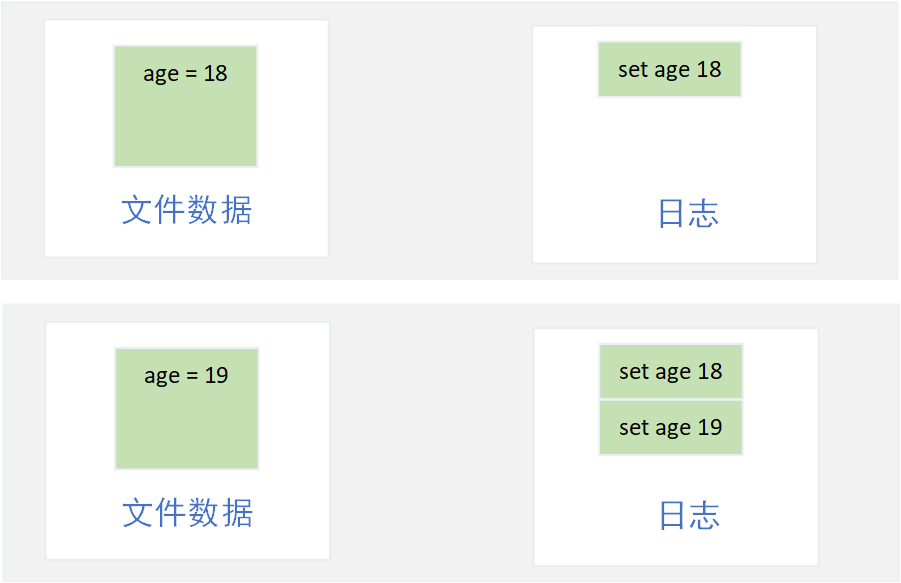 age = 18
文件数据
set age 18
日志
age = 19
文件数据
set age 18
set age 19
日志